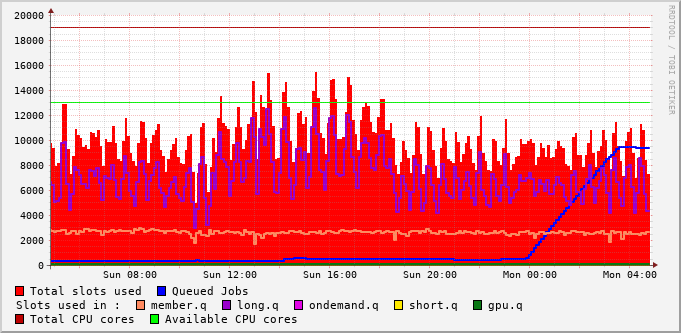 20000
18000
16000
14000
12000
10000
8000
6000
4000
2000
0
Sun 08:00 Sun 12:00 Sun 16:00 Sun 20:00 Mon 00:00 Mon 04:00
RRDTOOL / TOBI OETIKER
Total slots used Queued Jobs
Slots used in : member.q long.q ondemand.q short.q gpu.q
Total CPU cores Available CPU cores